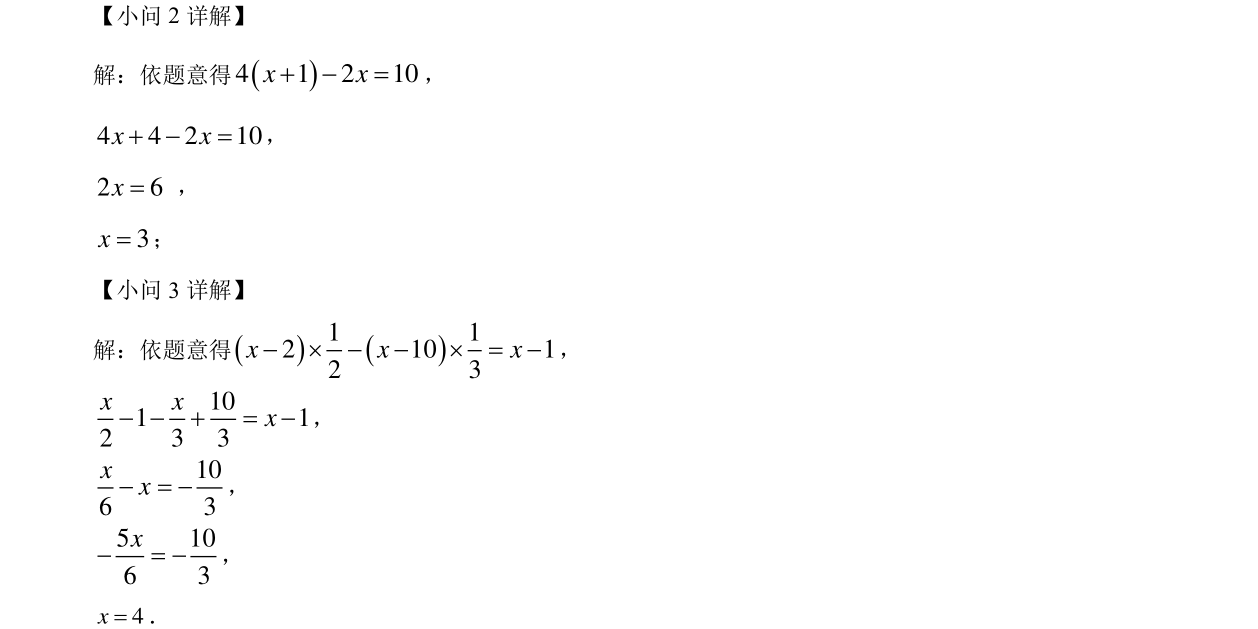 【小问 2 详解】
解：依题意得 4(x+1)−2x=10，
4x+4−2x=10，
2x=6 ，
x=3；
【小问 3 详解】
解：依题意得 (x−2)×1/2−(x−10)×1/3=x−1，
x/2−1−x/3+10/3=x−1，
x/6−x=−10/3，
−5x/6=−10/3，
x=4．